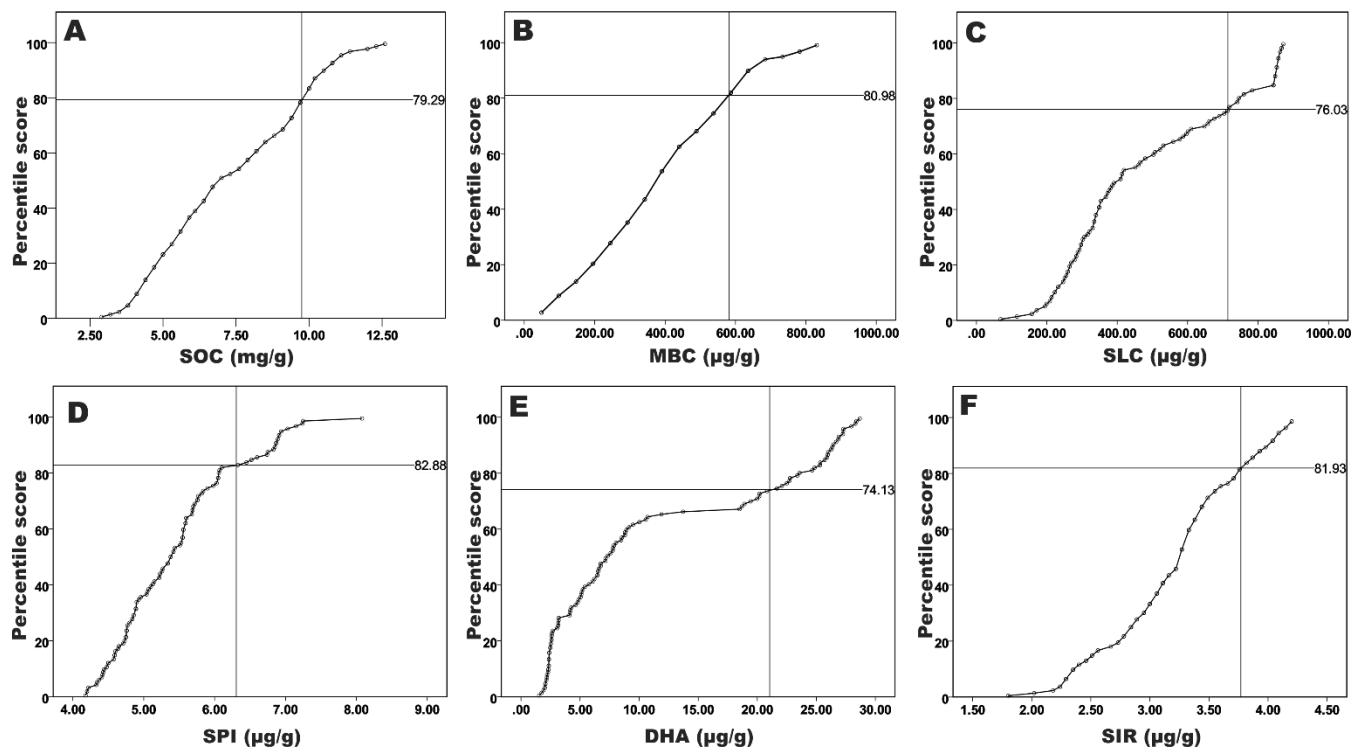 A
Percentile score
100
80
60
40
20
0
79.29
2.50 5.00 7.50 10.00 12.50
SOC (mg/g)
B
Percentile score
100
80
60
40
20
0
80.98
.00 200.00 400.00 600.00 800.00 1000.00
MBC (µg/g)
C
Percentile score
100
80
60
40
20
0
76.03
.00 200.00 400.00 600.00 800.00 1000.00
SLC (µg/g)
D
Percentile score
100
80
60
40
20
0
82.88
4.00 5.00 6.00 7.00 8.00 9.00
SPI (µg/g)
E
Percentile score
100
80
60
40
20
0
74.13
.00 5.00 10.00 15.00 20.00 25.00 30.00
DHA (µg/g)
F
Percentile score
100
80
60
40
20
0
81.93
1.50 2.00 2.50 3.00 3.50 4.00 4.50
SIR (µg/g)